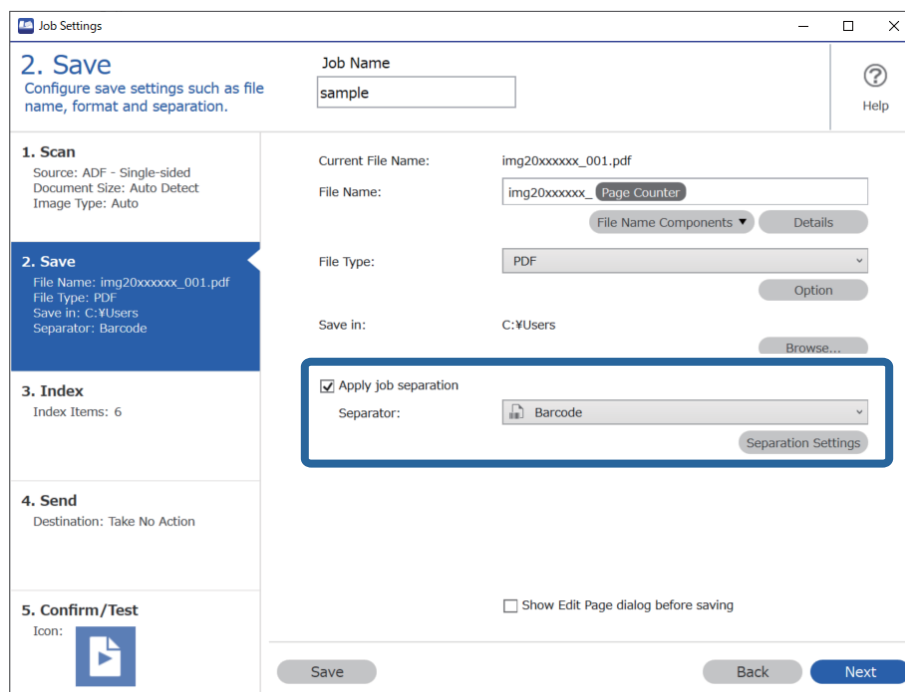 Job Settings
2. Save
Configure save settings such as file
name, format and separation.
Job Name
sample
?
Help
1. Scan
Source: ADF - Single-sided
Document Size: Auto Detect
Image Type: Auto
2. Save
File Name: img20xxxxxx_001.pdf
File Type: PDF
Save in: C:¥Users
Separator: Barcode
3. Index
Index Items: 6
4. Send
Destination: Take No Action
5. Confirm/Test
Icon:
Current File Name: img20xxxxxx_001.pdf
File Name: img20xxxxxx_ Page Counter
File Name Components Details
File Type: PDF
Option
Save in: C:¥Users
Browse...
Apply job separation
Separator: Barcode
Separation Settings
Show Edit Page dialog before saving
Save Back Next